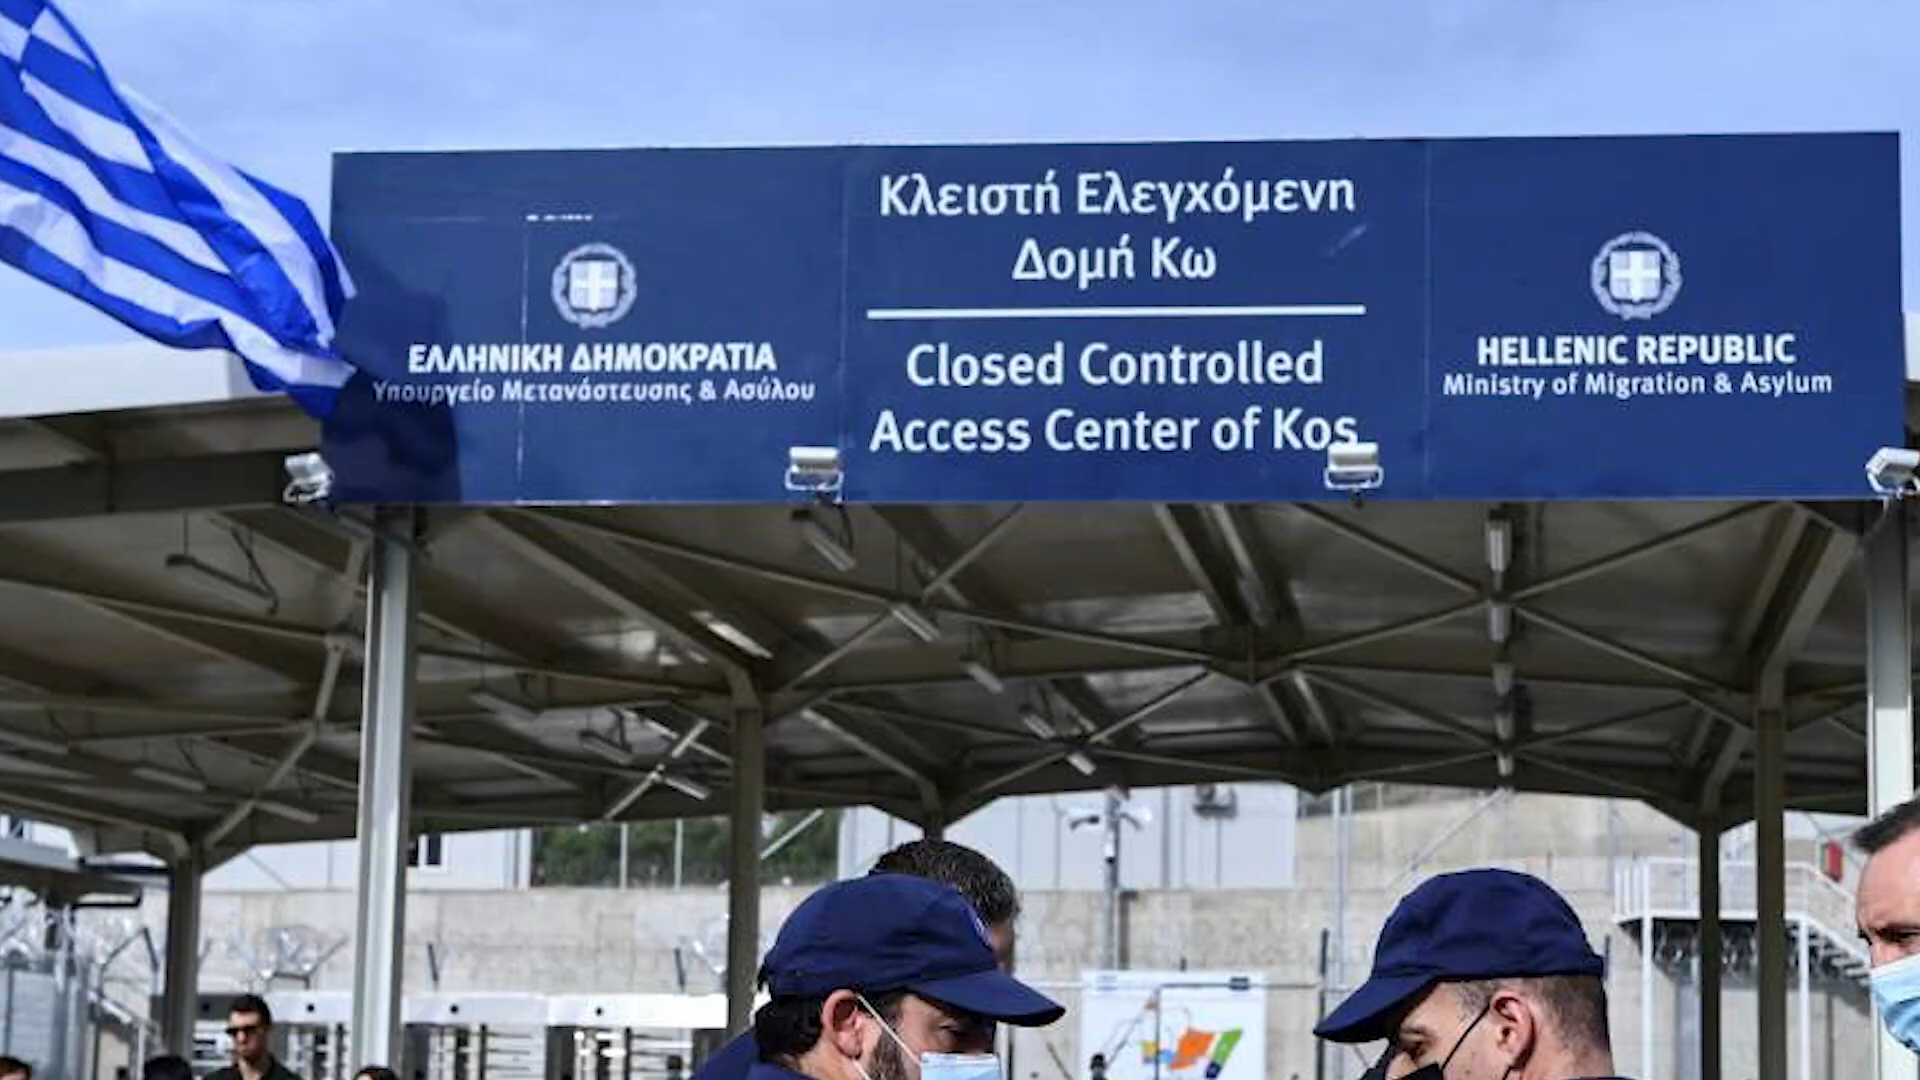 Κλειστή Ελεγχόμενη
Δομή Κω
Closed Controlled
Access Center of Kos
ΕΛΛΗΝΙΚΗ ΔΗΜΟΚΡΑΤΙΑ
Υπουργείο Μετανάστευσης & Ασύλου
HELLENIC REPUBLIC
Ministry of Migration & Asylum